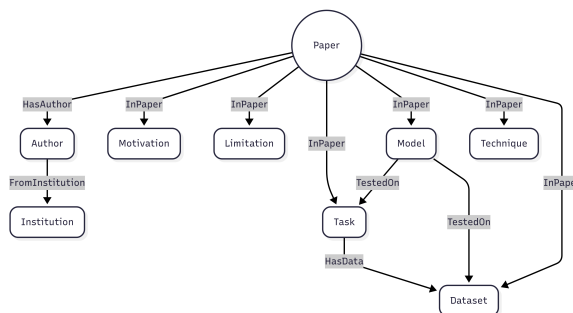 Paper
HasAuthor
InPaper
InPaper
InPaper
InPaper
Author
Motivation
Limitation
InPaper
Model
Technique
FromInstitution
TestedOn
InPape
Institution
Task
TestedOn
HasData
Dataset